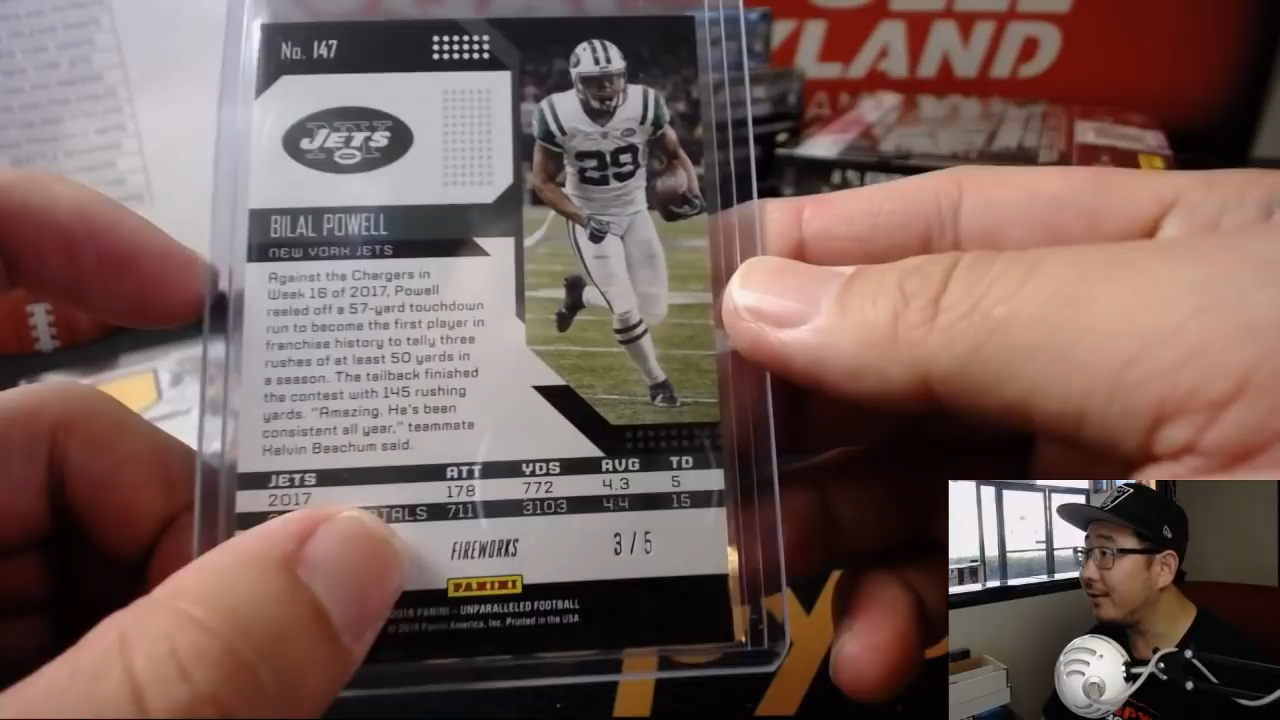 No. 147
NY
JETS
BILAL POWELL
NEW YORK JETS
Against the Chargers in
Week 16 of 2017, Powell
reeled off a 57-yard touchdown
run to become the first player in
franchise history to tally three
rushes of at least 50 yards in
a season. The tailback finished
the contest with 145 rushing
yards. "Amazing. He's been
consistent all year," teammate
Kelvin Beachum said.
JETS ATT YDS AVG TD
2017 178 772 4.3 5
711 3103 4.4 15
FIREWORKS 3/5
PANINI
2018 PANINI - UNPARALLELED FOOTBALL
© 2018 Panini America, Inc. Printed in the USA
29
YLAND